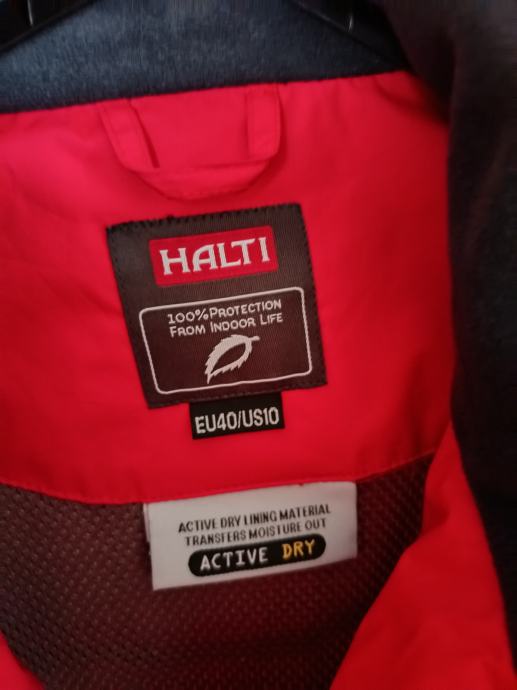 HALTI
100% PROTECTION
FROM INDOOR LIFE
EU40/US10
ACTIVE DRY LINING MATERIAL
TRANSFERS MOISTURE OUT
ACTIVE DRY